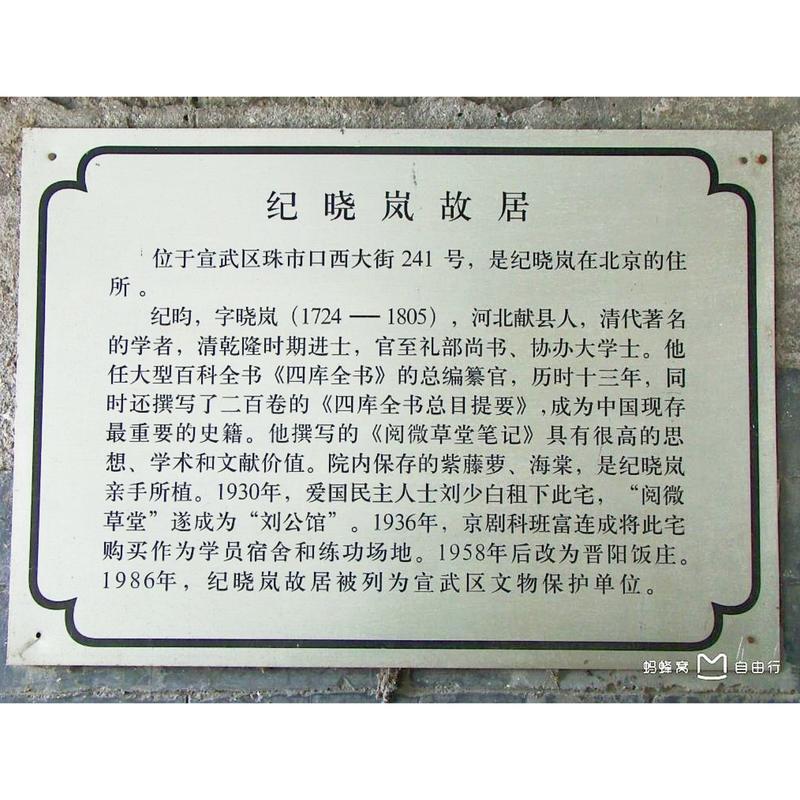 纪晓岚故居
位于宣武区珠市口西大街 241 号，是纪晓岚在北京的住
所。
纪昀，字晓岚（1724 — 1805），河北献县人，清代著名
的学者，清乾隆时期进士，官至礼部尚书、协办大学士。他
任大型百科全书《四库全书》的总编纂官，历时十三年，同
时还撰写了二百卷的《四库全书总目提要》，成为中国现存
最重要的史籍。他撰写的《阅微草堂笔记》具有很高的思
想、学术和文献价值。院内保存的紫藤萝、海棠，是纪晓岚
亲手所植。1930年，爱国民主人士刘少白租下此宅，“阅微
草堂”遂成为“刘公馆”。1936年，京剧科班富连成将此宅
购买作为学员宿舍和练功场地。1958年后改为晋阳饭庄。
1986年，纪晓岚故居被列为宣武区文物保护单位。
蚂蜂窝 自由行